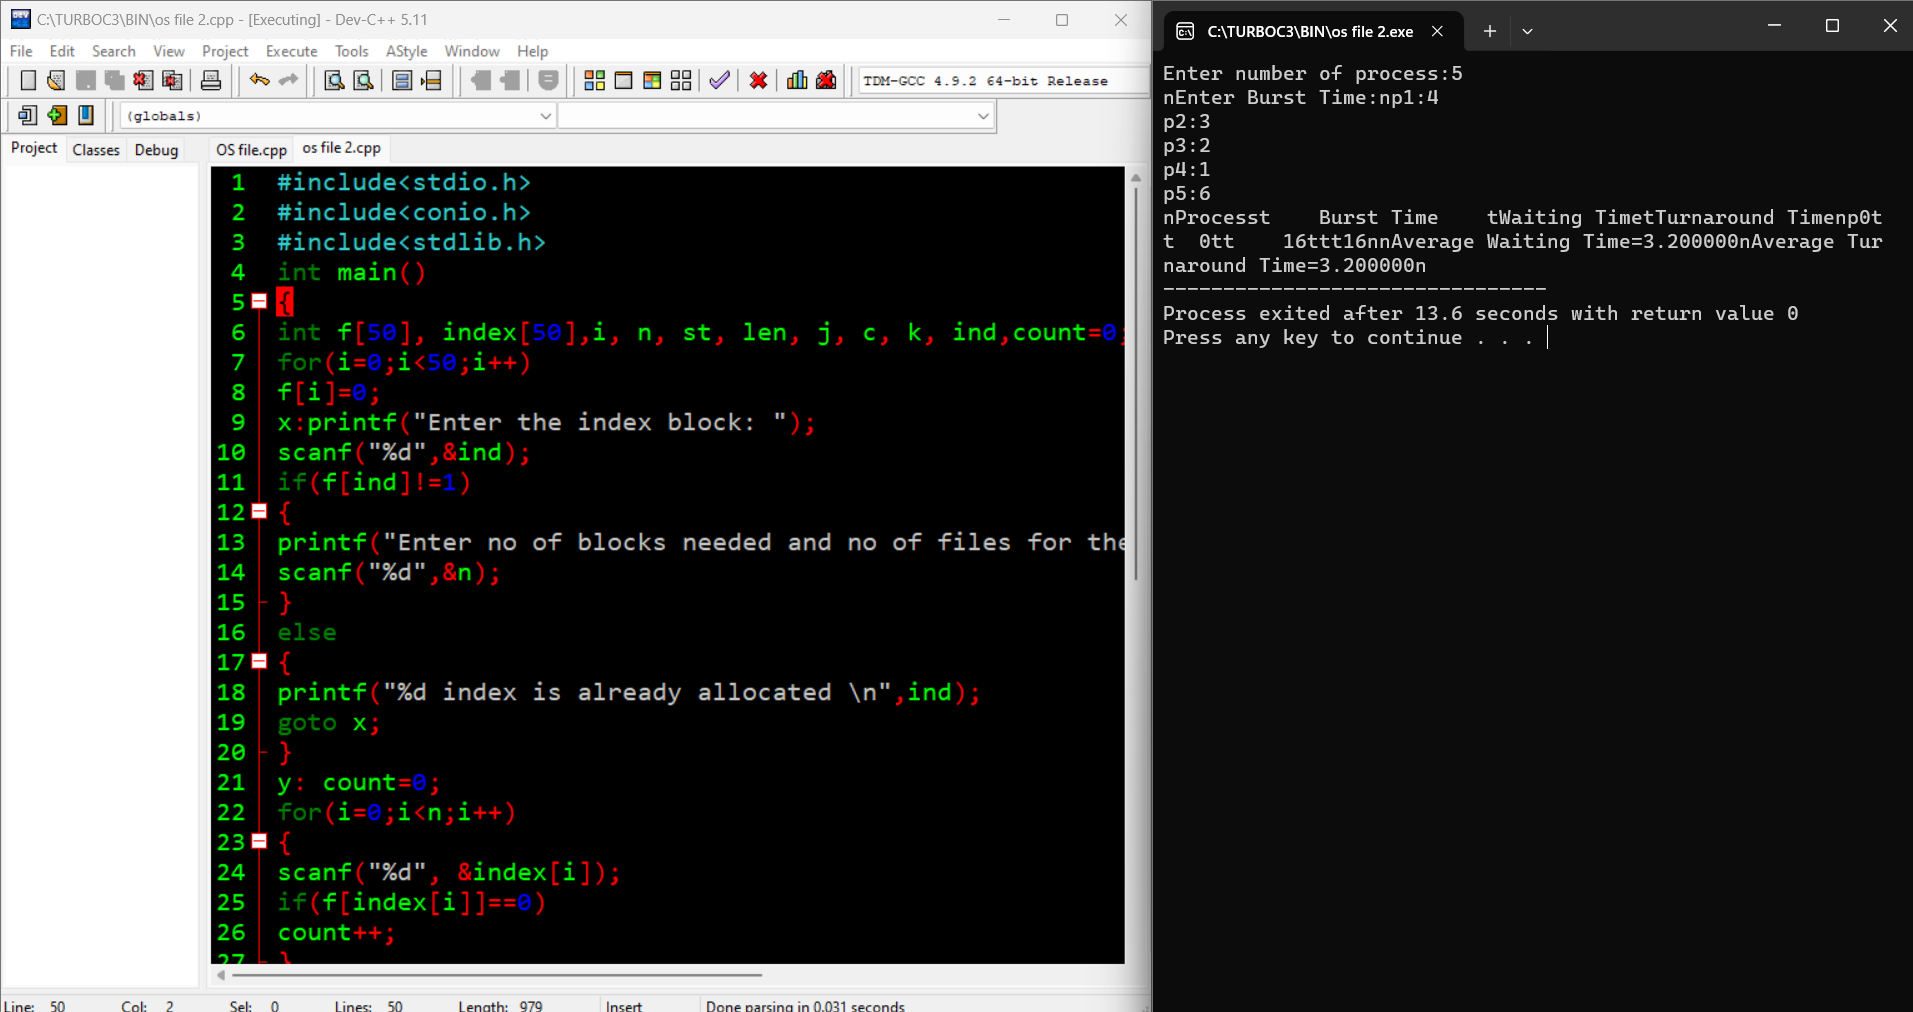 C:\TURBOC3\BIN\os file 2.cpp - [Executing] - Dev-C++ 5.11
File Edit Search View Project Execute Tools AStyle Window Help
TDM-GCC 4.9.2 64-bit Release
(globals)
Project Classes Debug
OS file.cpp os file 2.cpp
1 #include<stdio.h>
2 #include<conio.h>
3 #include<stdlib.h>
4 int main()
5 {
6 int f[50], index[50],i, n, st, len, j, c, k, ind,count=0;
7 for(i=0;i<50;i++)
8 f[i]=0;
9 x:printf("Enter the index block: ");
10 scanf("%d",&ind);
11 if(f[ind]!=1)
12 {
13 printf("Enter no of blocks needed and no of files for the
14 scanf("%d",&n);
15 }
16 else
17 {
18 printf("%d index is already allocated \n",ind);
19 goto x;
20 }
21 y: count=0;
22 for(i=0;i<n;i++)
23 {
24 scanf("%d", &index[i]);
25 if(f[index[i]]==0)
26 count++;
27 }
Line: 50 Col: 2 Sel: 0 Lines: 50 Length: 979 Insert Done parsing in 0.031 seconds
C:\TURBOC3\BIN\os file 2.exe
Enter number of process:5
nEnter Burst Time:np1:4
p2:3
p3:2
p4:1
p5:6
nProcesst    Burst Time    tWaiting TimetTurnaround Timenp0t
t  0tt    16ttt16nnAverage Waiting Time=3.200000nAverage Tur
naround Time=3.200000n
--------------------------------
Process exited after 13.6 seconds with return value 0
Press any key to continue . . .